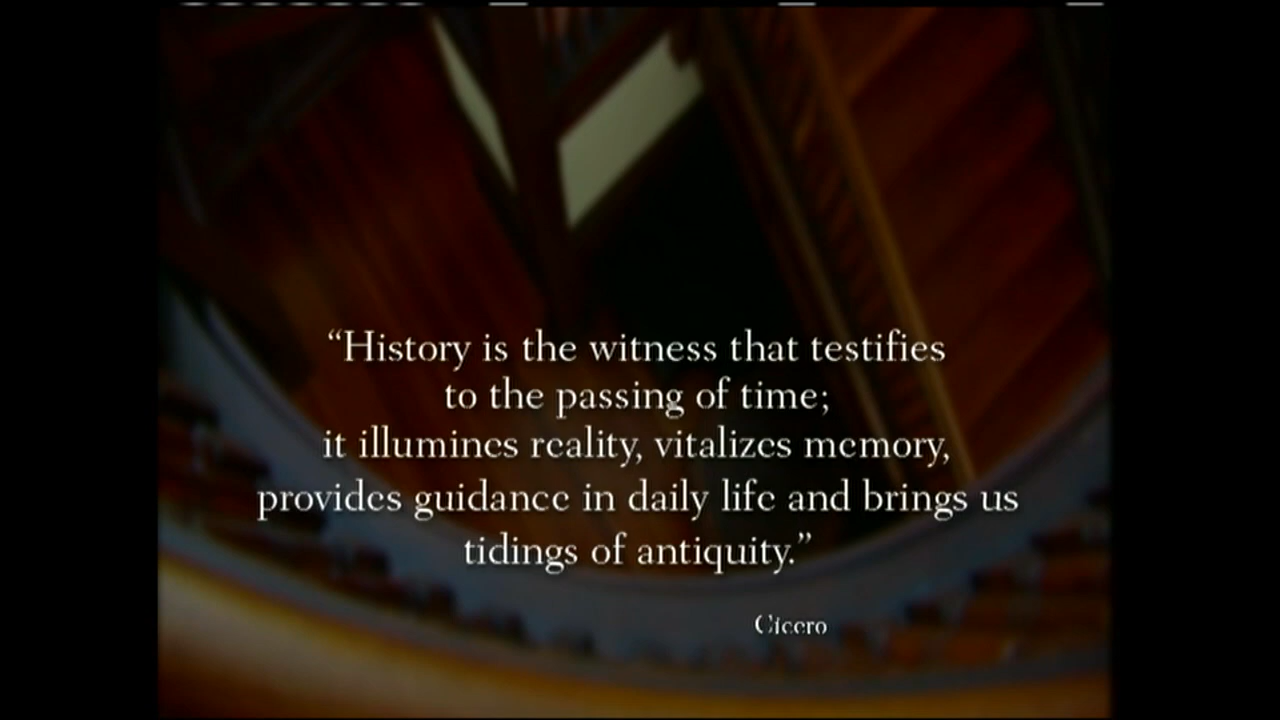 “History is the witness that testifies
to the passing of time;
it illumines reality, vitalizes memory,
provides guidance in daily life and brings us
tidings of antiquity.”
Cicero